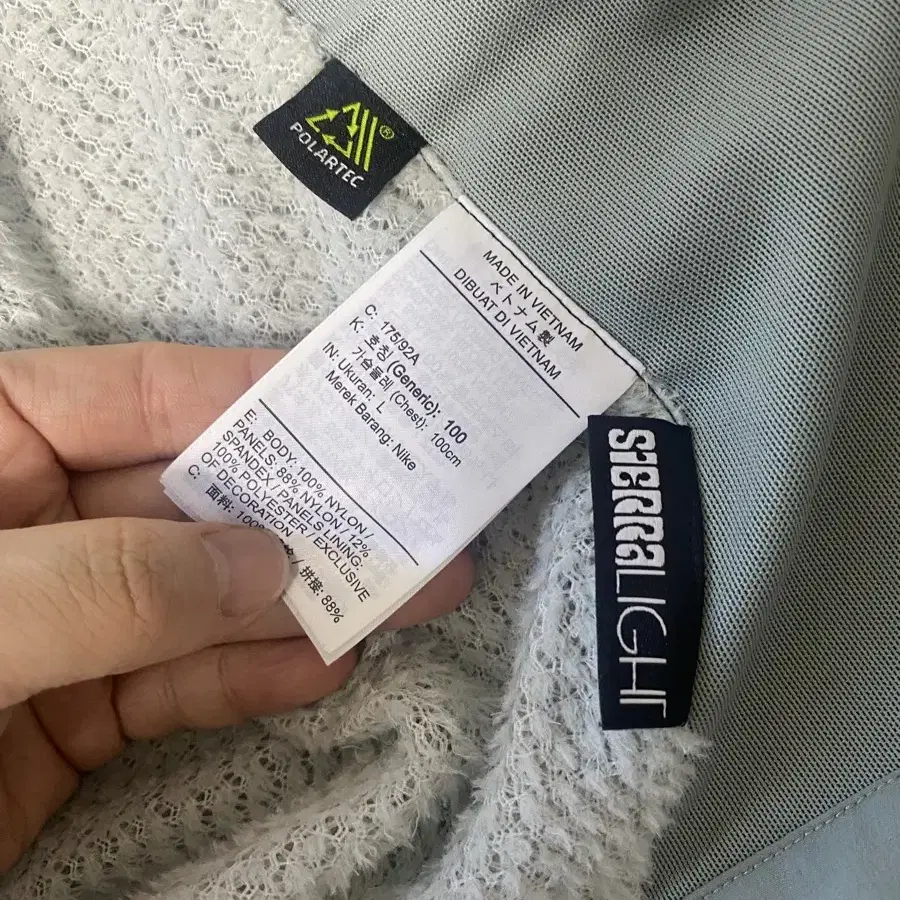 POLARTEC®
MADE IN VIETNAM
ベトナム製
DIBUAT DI VIETNAM
C: 175/92A
K: 호칭 (Generic): 100
가슴둘레 (Chest): 100cm
IN: Ukuran: L
Merek Barang: Nike
E: BODY: 100% NYLON /
PANELS: 88% NYLON / 12%
SPANDEX / PANELS LINING:
100% POLYESTER / EXCLUSIVE
OF DECORATION
C: 面料: 100% / 拼接: 88%
SIERRA LIGHT